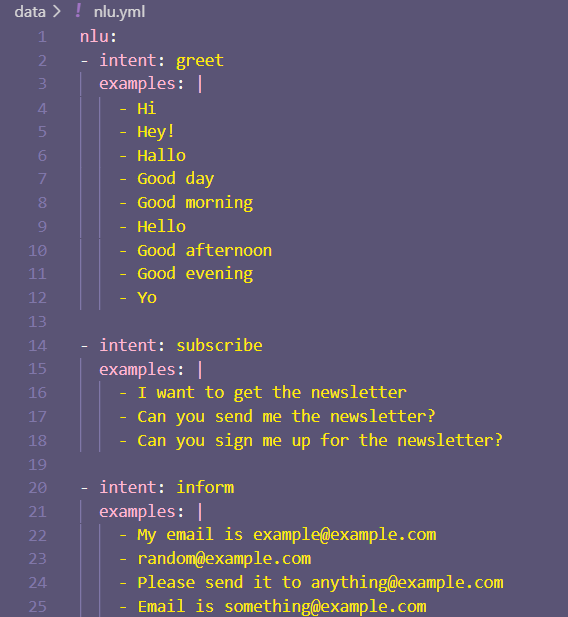 data > ! nlu.yml
1 nlu:
2 - intent: greet
3   examples: |
4     - Hi
5     - Hey!
6     - Hallo
7     - Good day
8     - Good morning
9     - Hello
10     - Good afternoon
11     - Good evening
12     - Yo
13
14 - intent: subscribe
15   examples: |
16     - I want to get the newsletter
17     - Can you send me the newsletter?
18     - Can you sign me up for the newsletter?
19
20 - intent: inform
21   examples: |
22     - My email is example@example.com
23     - random@example.com
24     - Please send it to anything@example.com
25     - Email is something@example.com